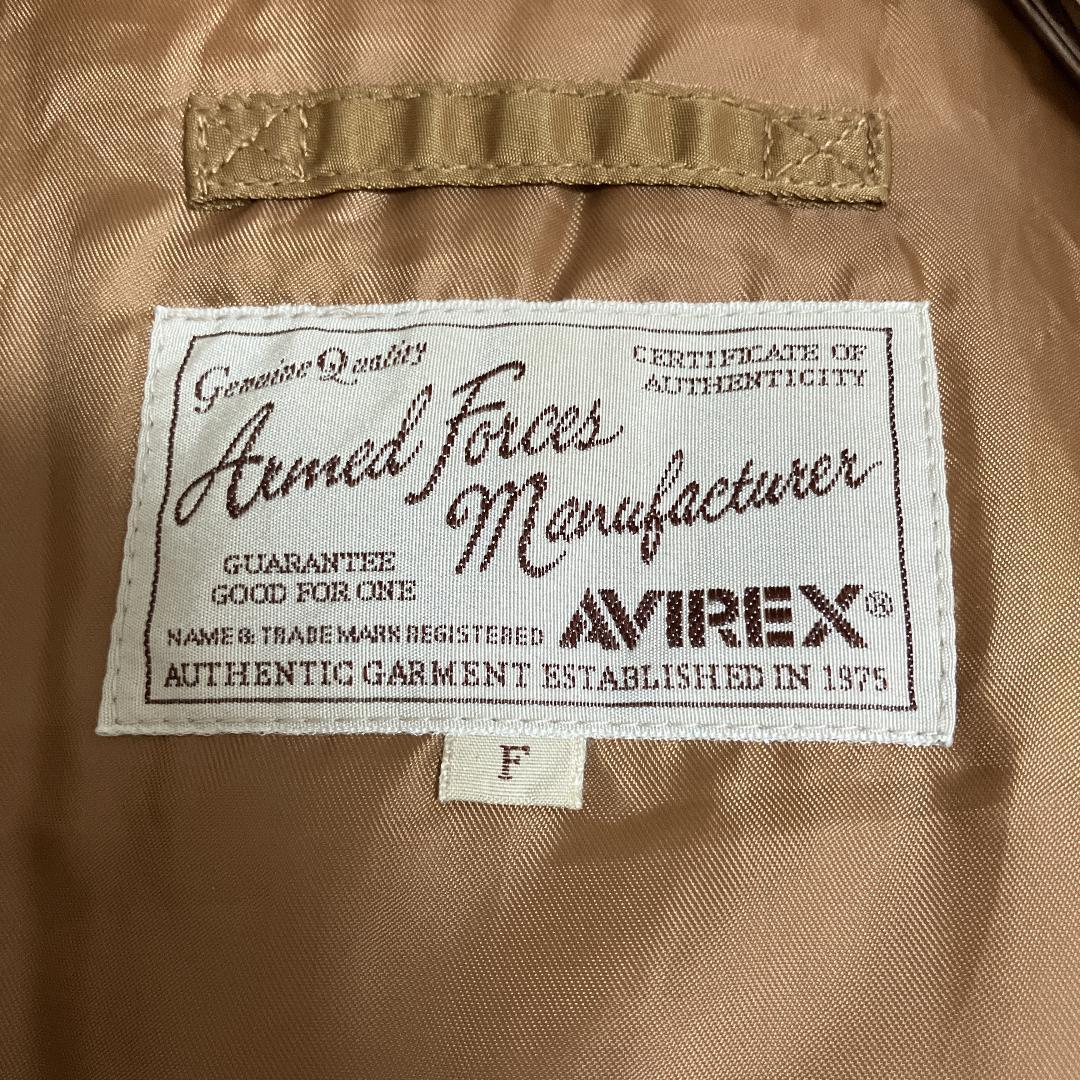 Genuine Quality
CERTIFICATE OF
AUTHENTICITY
Armed Forces
Manufacturer
GUARANTEE
GOOD FOR ONE
AVIREX®
NAME & TRADE MARK REGISTERED
AUTHENTIC GARMENT ESTABLISHED IN 1975
F